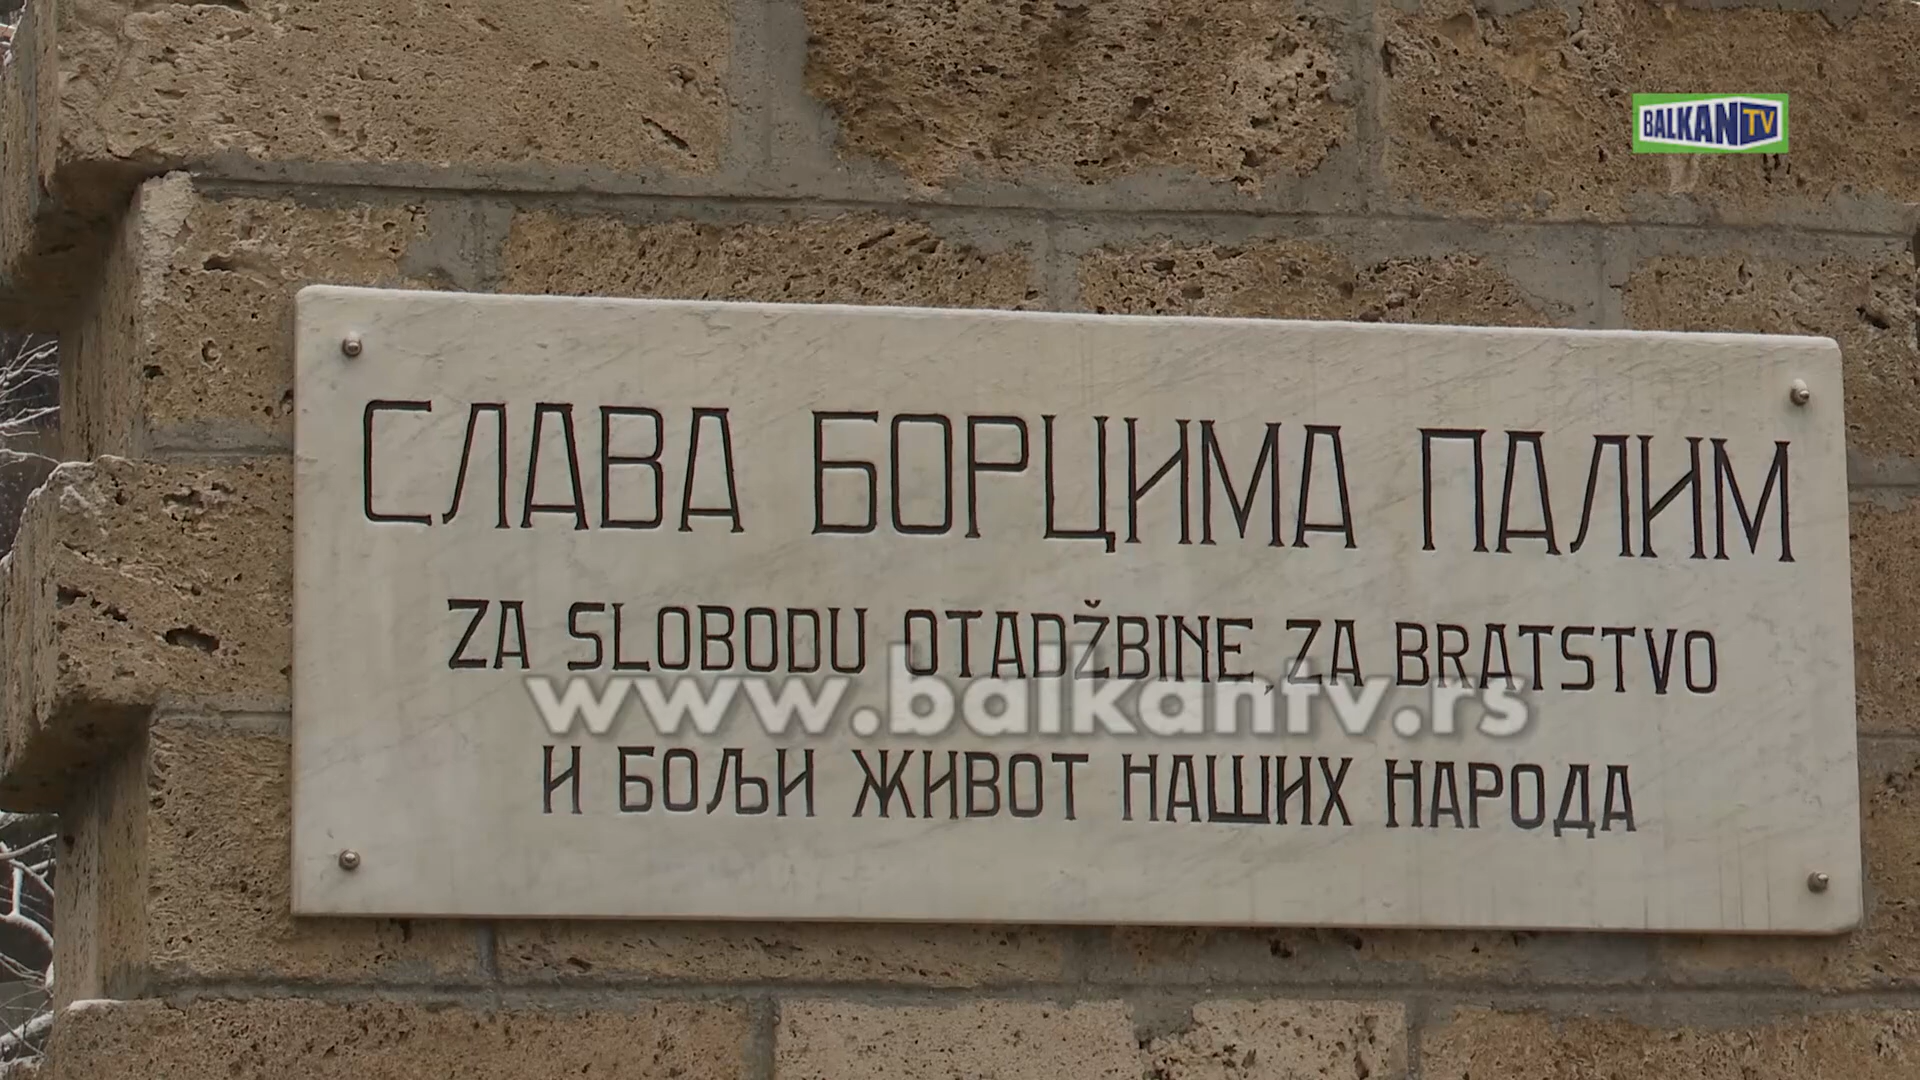 BALKAN TV
СЛАВА БОРЦИМА ПАЛИМ
ZA SLOBODU OTADŽBINE, ZA BRATSTVO
www.balkantv.rs
И БОЉИ ЖИВОТ НАШИХ НАРОДА